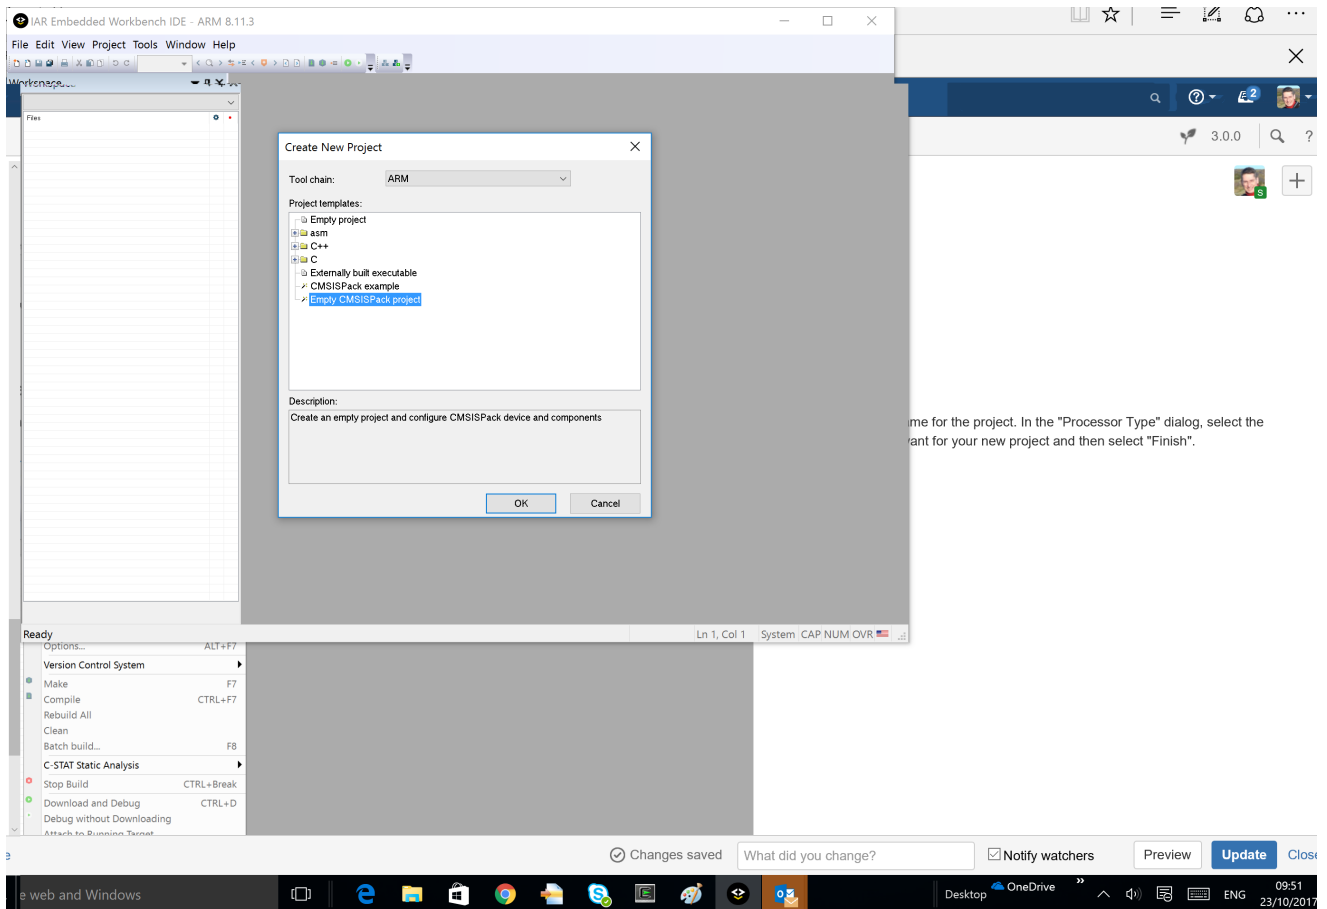 IAR Embedded Workbench IDE - ARM 8.11.3
File Edit View Project Tools Window Help
Workspace
Files
Create New Project
Tool chain:
ARM
Project templates:
Empty project
asm
C++
C
Externally built executable
CMSISPack example
Empty CMSISPack project
Description:
Create an empty project and configure CMSISPack device and components
OK
Cancel
2
3.0.0
?
S
me for the project. In the "Processor Type" dialog, select the
ant for your new project and then select "Finish".
Ready
Ln 1, Col 1
System
CAP NUM OVR
Options...
ALT+F7
Version Control System
Make
F7
Compile
CTRL+F7
Rebuild All
Clean
Batch build...
F8
C-STAT Static Analysis
Stop Build
CTRL+Break
Download and Debug
CTRL+D
Debug without Downloading
Attach to Running Target
Changes saved
What did you change?
Notify watchers
Preview
Update
Close
e web and Windows
Desktop
OneDrive
ENG
09:51
23/10/2017